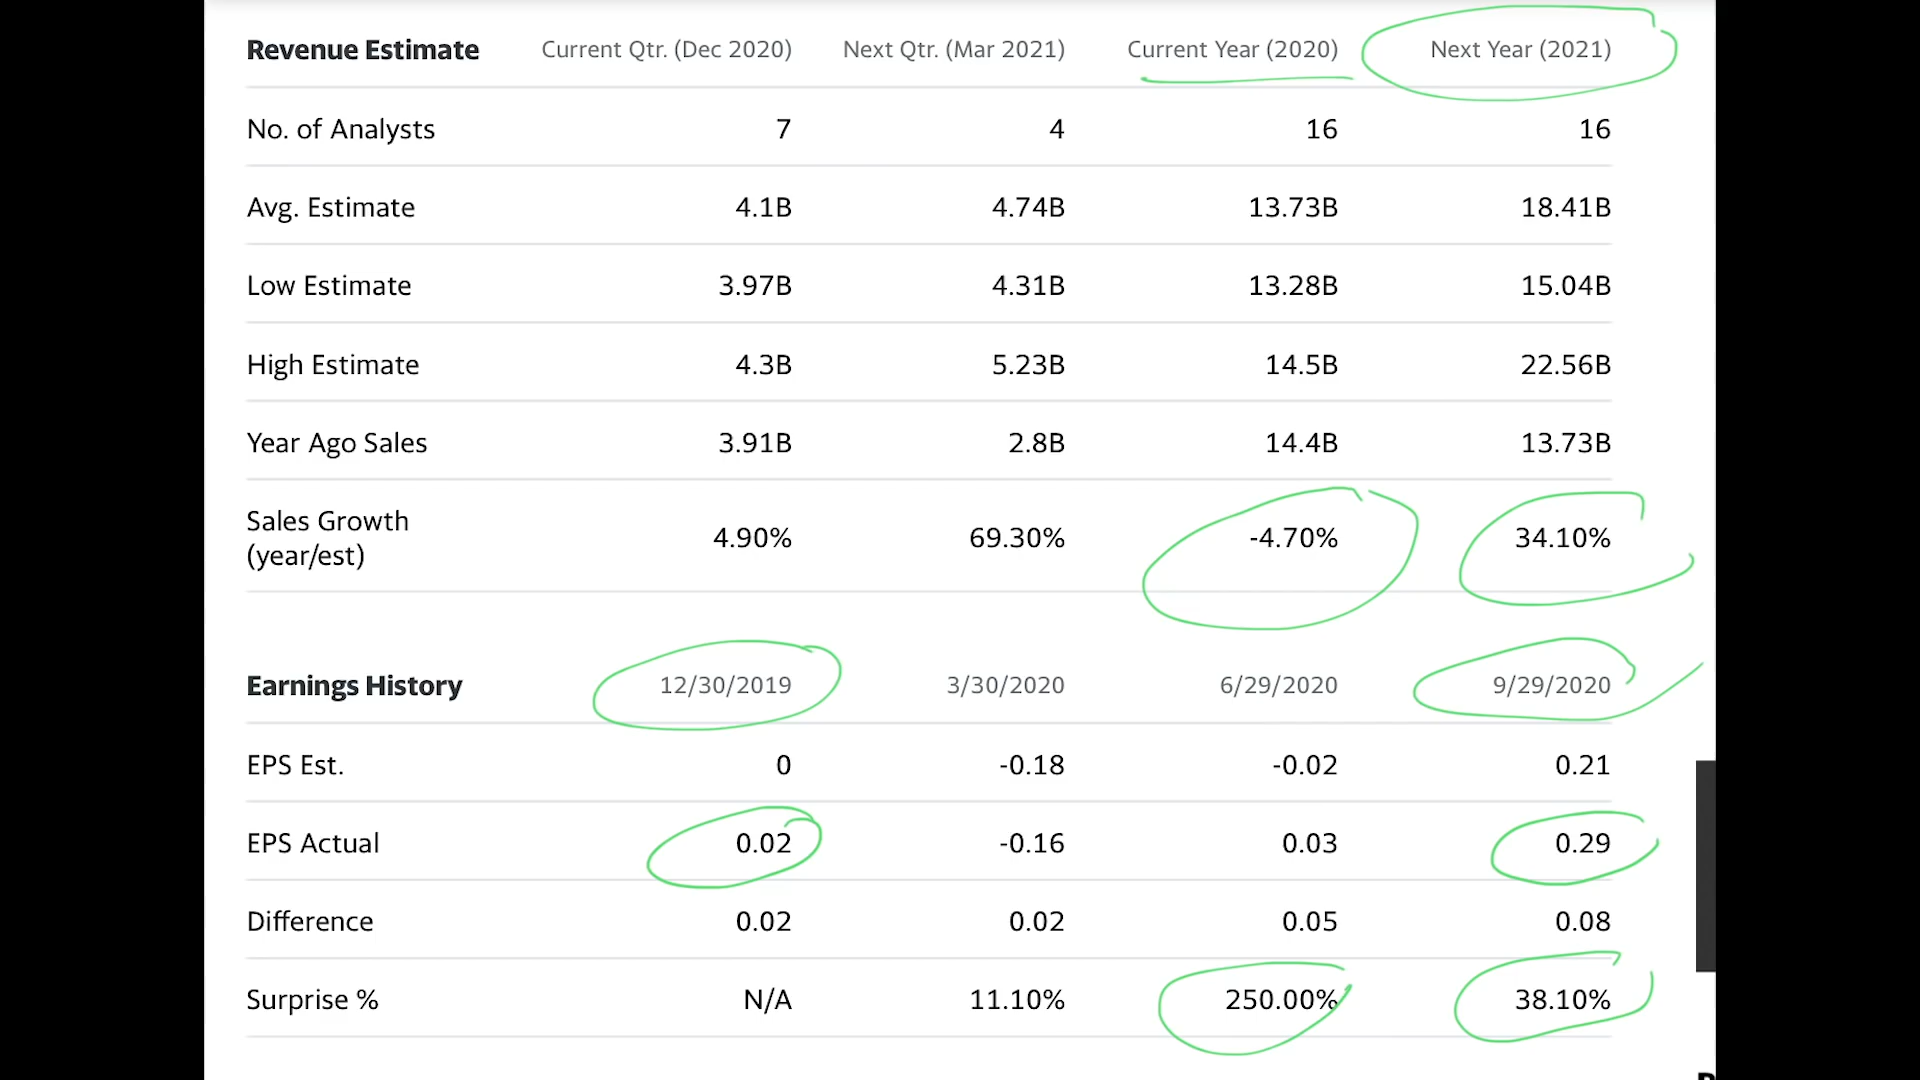 Revenue Estimate Current Qtr. (Dec 2020) Next Qtr. (Mar 2021) Current Year (2020) Next Year (2021)
No. of Analysts 7 4 16 16
Avg. Estimate 4.1B 4.74B 13.73B 18.41B
Low Estimate 3.97B 4.31B 13.28B 15.04B
High Estimate 4.3B 5.23B 14.5B 22.56B
Year Ago Sales 3.91B 2.8B 14.4B 13.73B
Sales Growth
(year/est) 4.90% 69.30% -4.70% 34.10%
Earnings History 12/30/2019 3/30/2020 6/29/2020 9/29/2020
EPS Est. 0 -0.18 -0.02 0.21
EPS Actual 0.02 -0.16 0.03 0.29
Difference 0.02 0.02 0.05 0.08
Surprise % N/A 11.10% 250.00% 38.10%